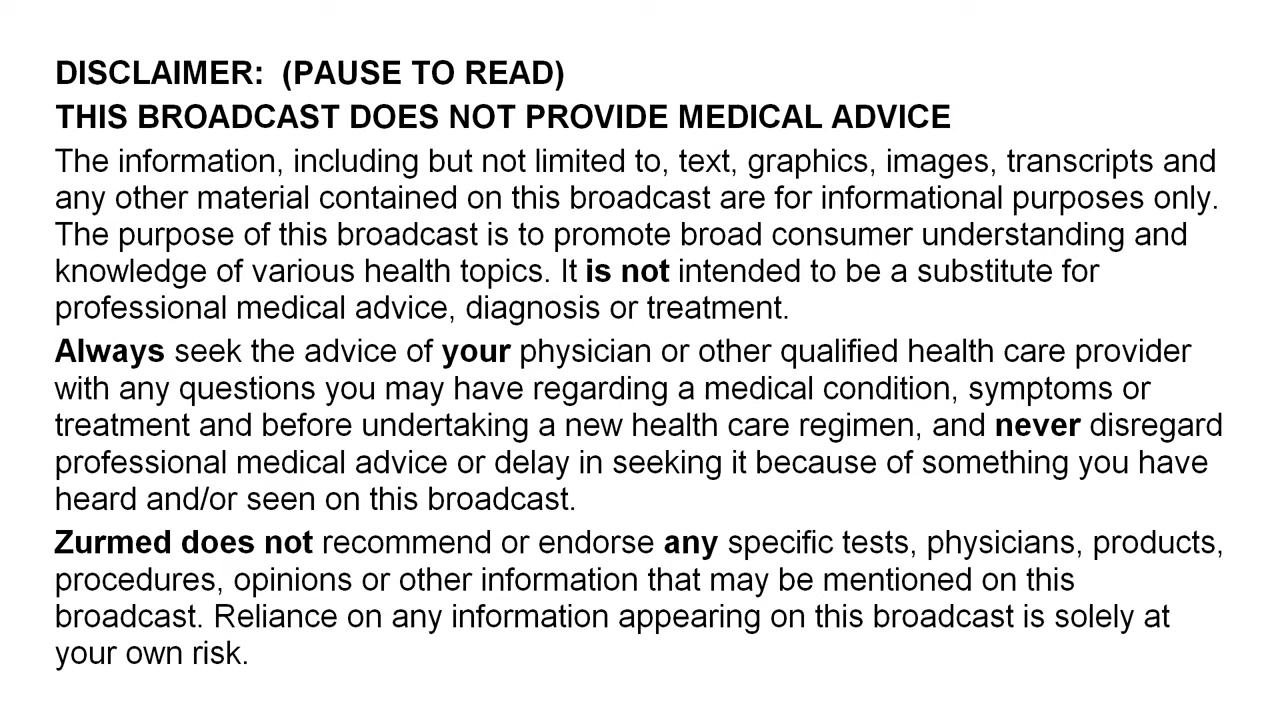 DISCLAIMER:  (PAUSE TO READ)
THIS BROADCAST DOES NOT PROVIDE MEDICAL ADVICE
The information, including but not limited to, text, graphics, images, transcripts and
any other material contained on this broadcast are for informational purposes only.
The purpose of this broadcast is to promote broad consumer understanding and
knowledge of various health topics. It is not intended to be a substitute for
professional medical advice, diagnosis or treatment.
Always seek the advice of your physician or other qualified health care provider
with any questions you may have regarding a medical condition, symptoms or
treatment and before undertaking a new health care regimen, and never disregard
professional medical advice or delay in seeking it because of something you have
heard and/or seen on this broadcast.
Zurmed does not recommend or endorse any specific tests, physicians, products,
procedures, opinions or other information that may be mentioned on this
broadcast. Reliance on any information appearing on this broadcast is solely at
your own risk.